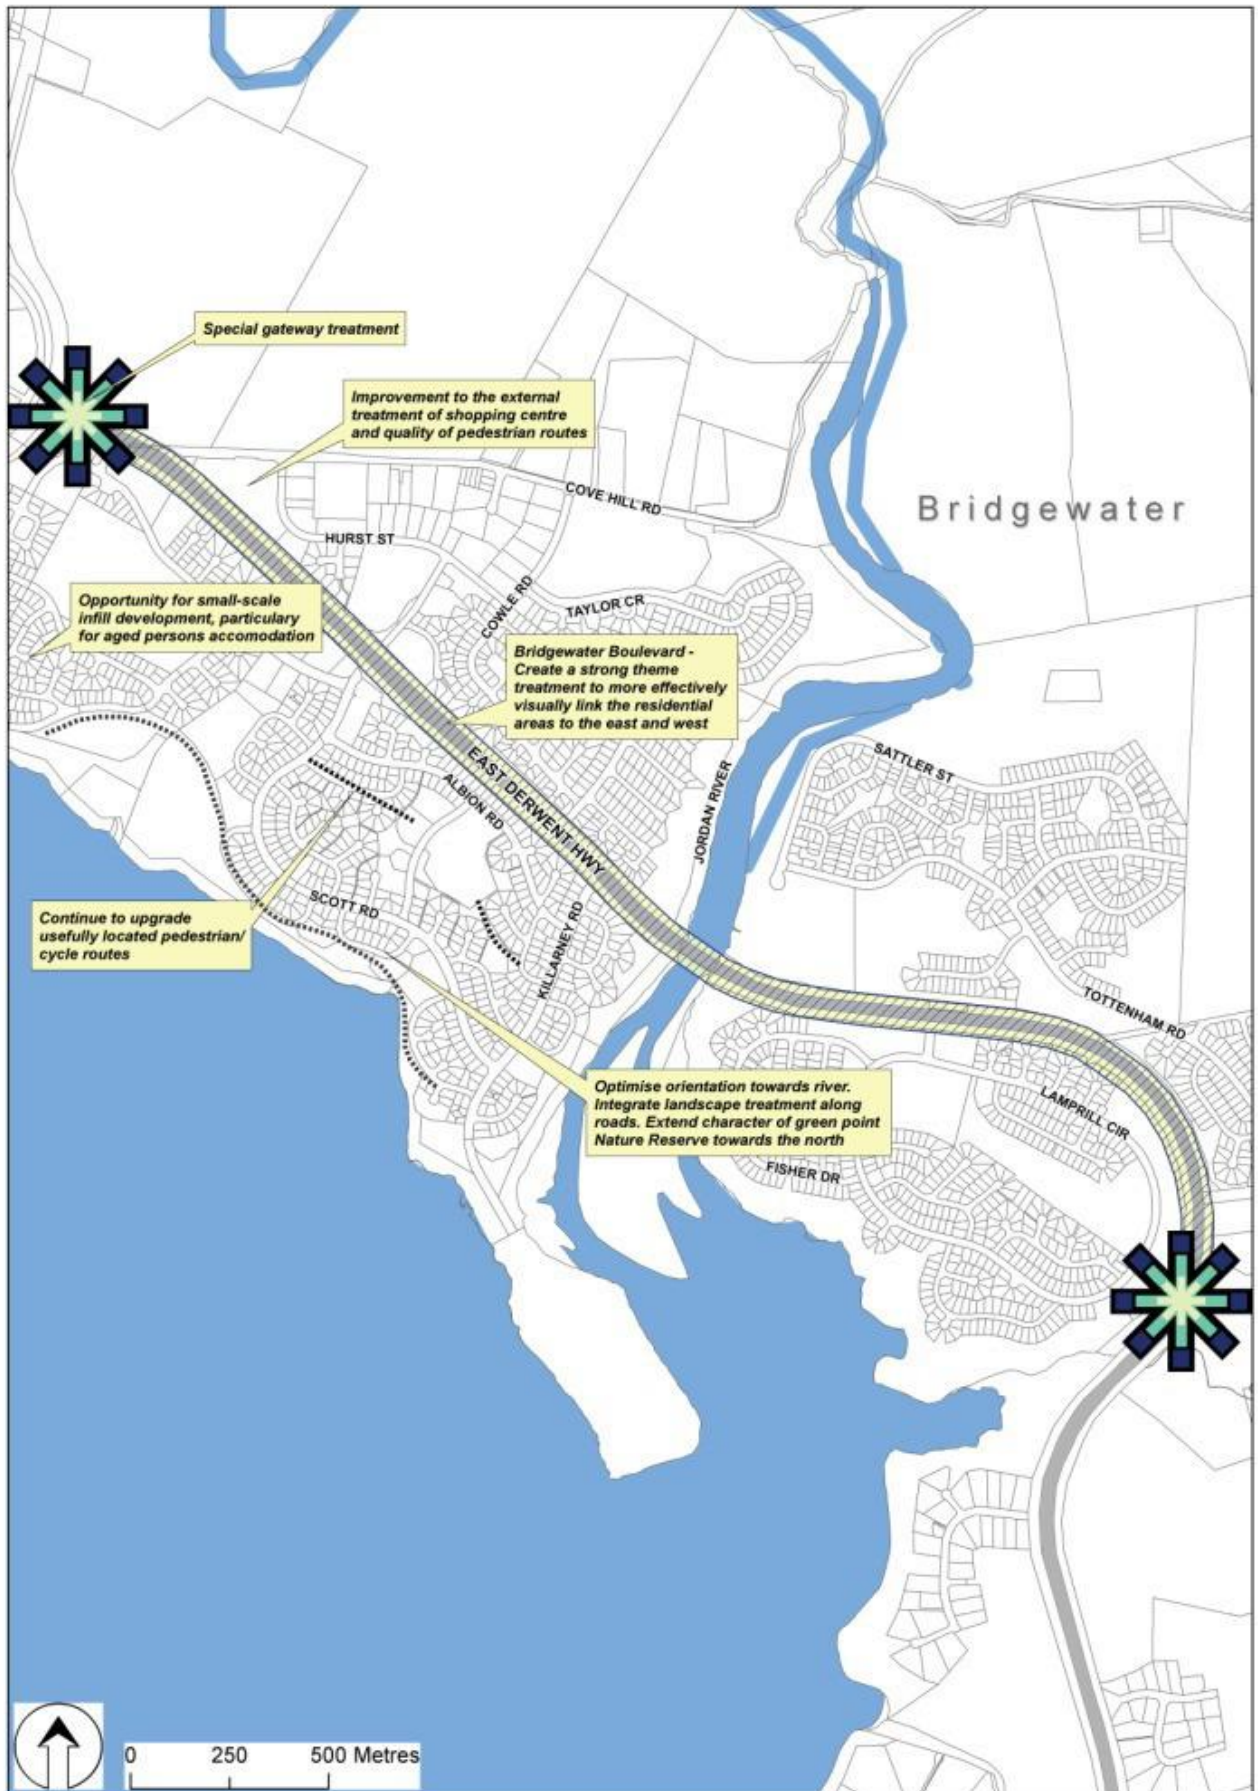 Special gateway treatment
Improvement to the external
treatment of shopping centre
and quality of pedestrian routes
COVE HILL RD
Bridgewater
HURST ST
Opportunity for small-scale
infill development, particulary
for aged persons accomodation
COWLE RD
TAYLOR CR
Bridgewater Boulevard -
Create a strong theme
treatment to more effectively
visually link the residential
areas to the east and west
SATTLER ST
EAST DERWENT HWY
ALBION RD
JORDAN RIVER
SCOTT RD
Continue to upgrade
usefully located pedestrian/
cycle routes
KILLARNEY RD
TOTTENHAM RD
Optimise orientation towards river.
Integrate landscape treatment along
roads. Extend character of green point
Nature Reserve towards the north
LAMPRILL CIR
FISHER DR
0 250 500 Metres